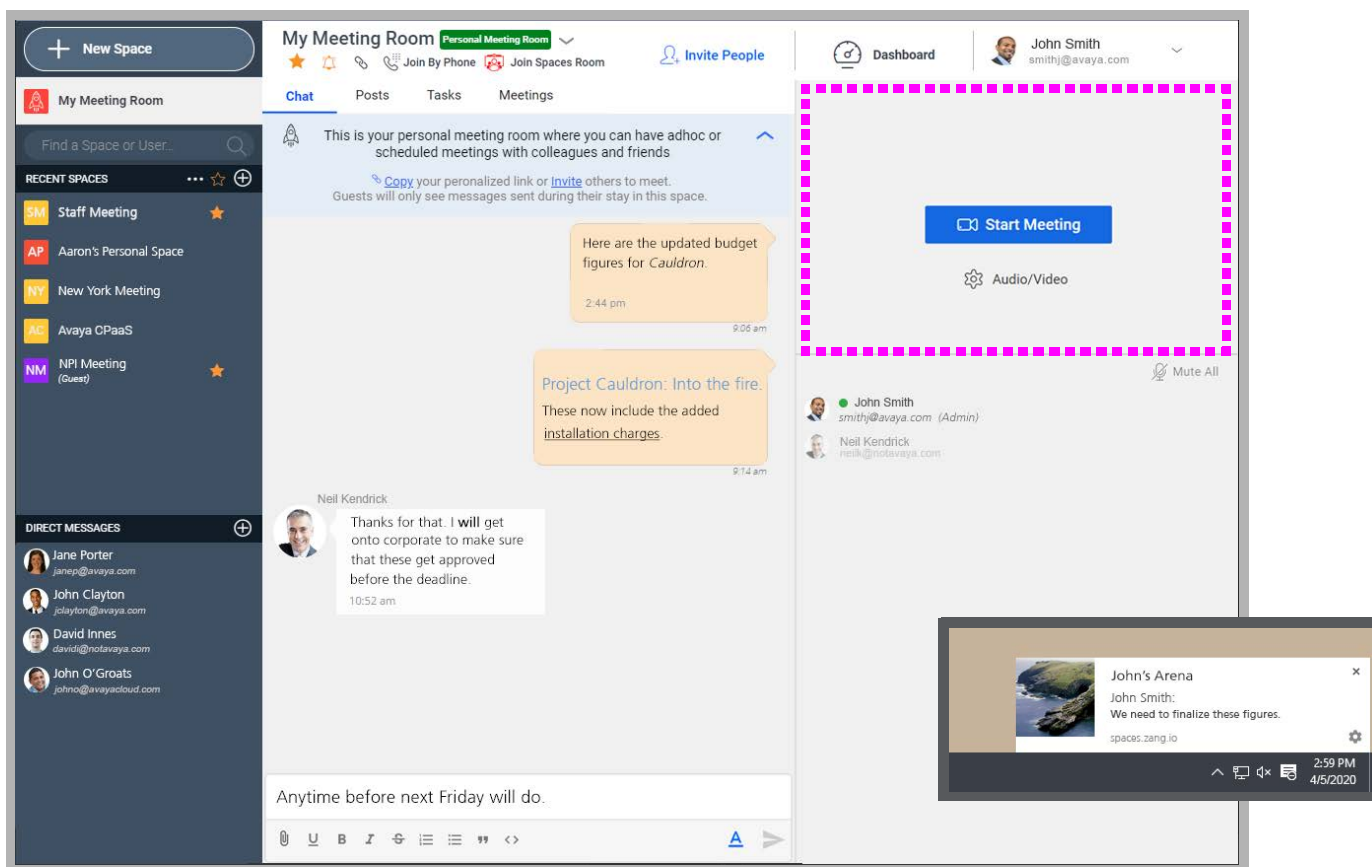 New Space
My Meeting Room
Find a Space or User...
RECENT SPACES
SM Staff Meeting
AP Aaron's Personal Space
NY New York Meeting
AC Avaya CPaaS
NM NPI Meeting
(Guest)
DIRECT MESSAGES
Jane Porter
janep@avaya.com
John Clayton
jclayton@avaya.com
David Innes
davidi@notavaya.com
John O'Groats
johno@avayacloud.com
My Meeting Room Personal Meeting Room
Join By Phone Join Spaces Room
Invite People
Chat Posts Tasks Meetings
This is your personal meeting room where you can have adhoc or
scheduled meetings with colleagues and friends
Copy your peronalized link or Invite others to meet.
Guests will only see messages sent during their stay in this space.
Here are the updated budget
figures for Cauldron.
2:44 pm
9:06 am
Project Cauldron: Into the fire.
These now include the added
installation charges.
9:14 am
Neil Kendrick
Thanks for that. I will get
onto corporate to make sure
that these get approved
before the deadline.
10:52 am
Anytime before next Friday will do.
U B I S A
Dashboard
John Smith
smithj@avaya.com
Start Meeting
Audio/Video
Mute All
John Smith
smithj@avaya.com (Admin)
Neil Kendrick
neilk@notavaya.com
John's Arena
John Smith:
We need to finalize these figures.
spaces.zang.io
2:59 PM
4/5/2020